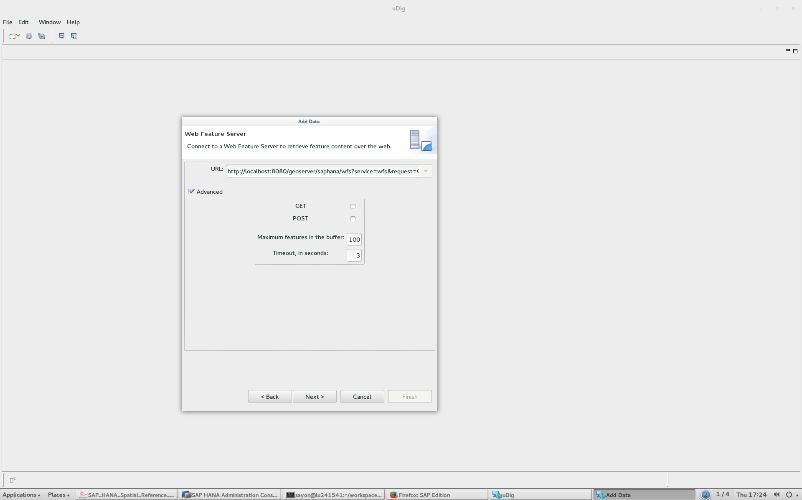 uDig
File Edit Window Help
Add Data
Web Feature Server
Connect to a Web Feature Server to retrieve feature content over the web.
URL: http://localhost:8080/geoserver/saphana/wfs?service=wfs&request=
Advanced
GET
POST
Maximum features in the buffer: 100
Timeout, in seconds: 3
< Back Next > Cancel Finish
Applications Places SAP_HANA_Spatial_Reference.... SAP HANA Administration Cons... sayon@lu241541:~/workspace... Firefox: SAP Edition uDig Add Data 1 / 4 Thu 17:24